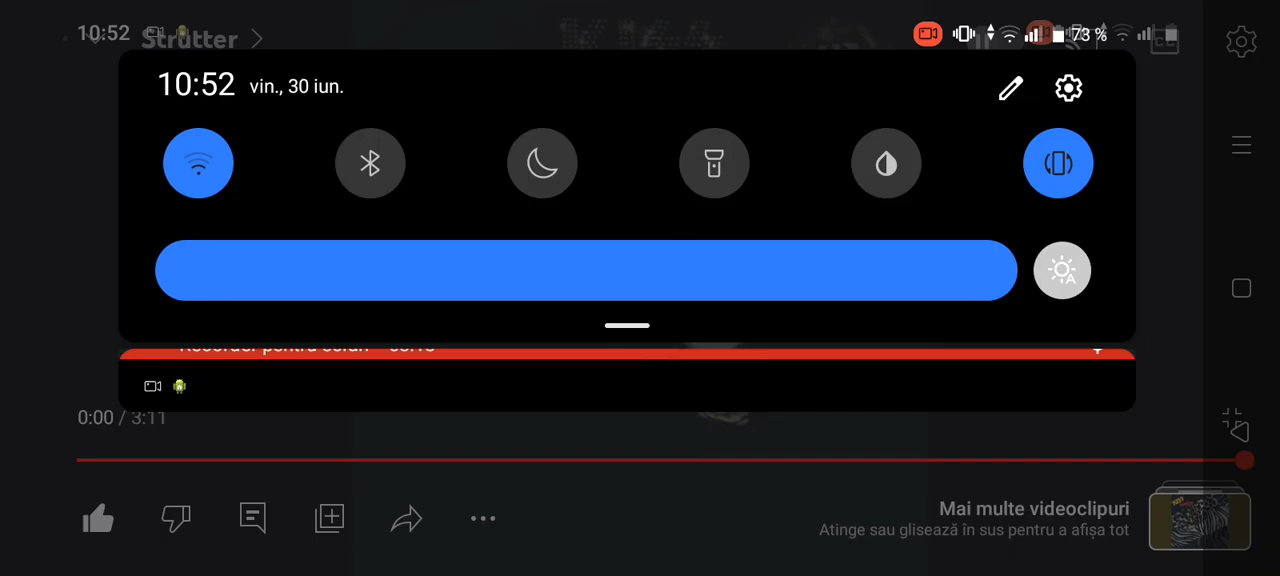 10:52
Strutter
73 %
10:52 vin., 30 iun.
0:00 / 3:11
Mai multe videoclipuri
Atinge sau glisează în sus pentru a afișa tot